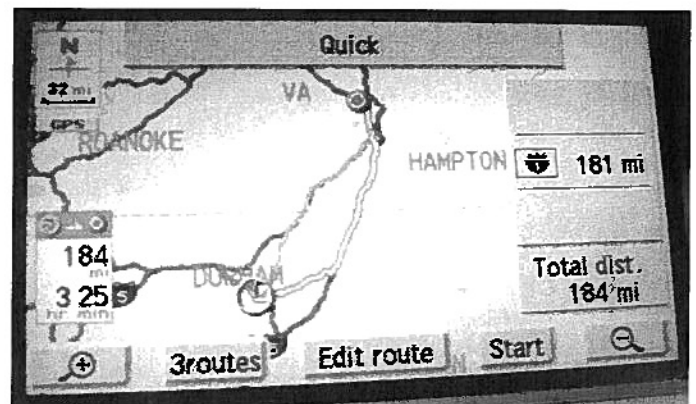 Quick
N
32 mi
GPS
VA
ROANOKE
HAMPTON
181 mi
184
mi
3 25
hr min
DURHAM
S
Total dist.
184 mi
3routes
Edit route
Start